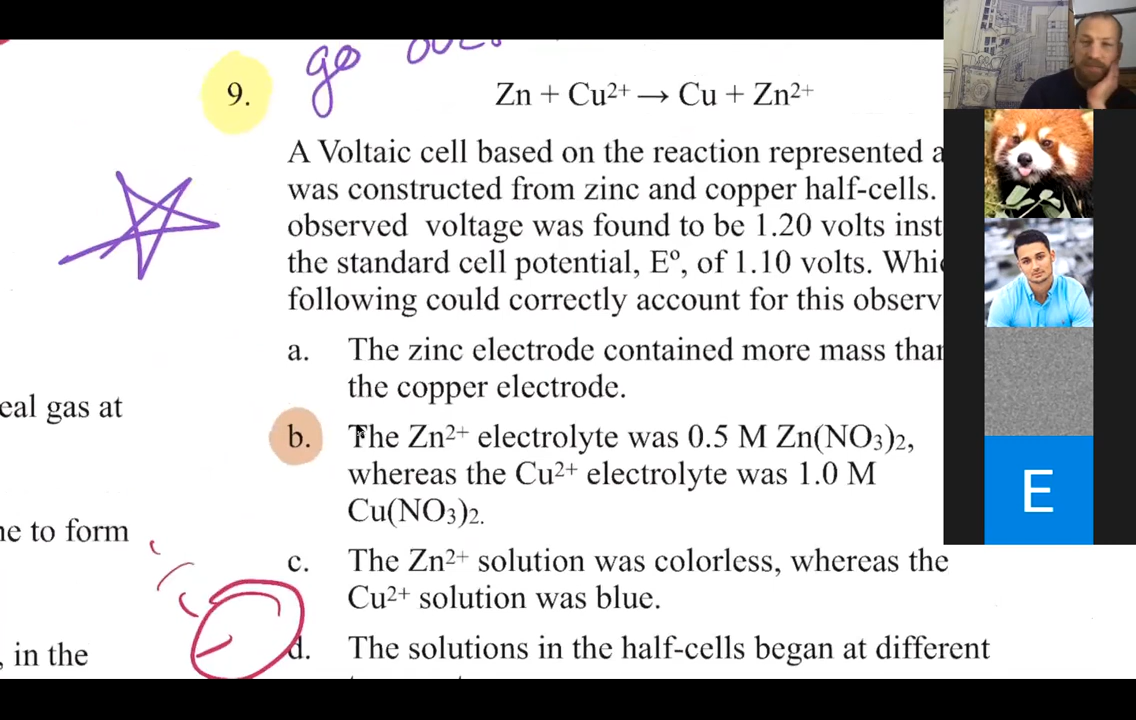 go over
9.
Zn + Cu²⁺ → Cu + Zn²⁺
A Voltaic cell based on the reaction represented
was constructed from zinc and copper half-cells.
observed voltage was found to be 1.20 volts
the standard cell potential, Eº, of 1.10 volts.
following could correctly account for this
a. The zinc electrode contained more mass
the copper electrode.
b. The Zn²⁺ electrolyte was 0.5 M Zn(NO₃)₂,
whereas the Cu²⁺ electrolyte was 1.0 M
Cu(NO₃)₂.
c. The Zn²⁺ solution was colorless, whereas the
Cu²⁺ solution was blue.
d. The solutions in the half-cells began at different
eal gas at
to form
, in the
E